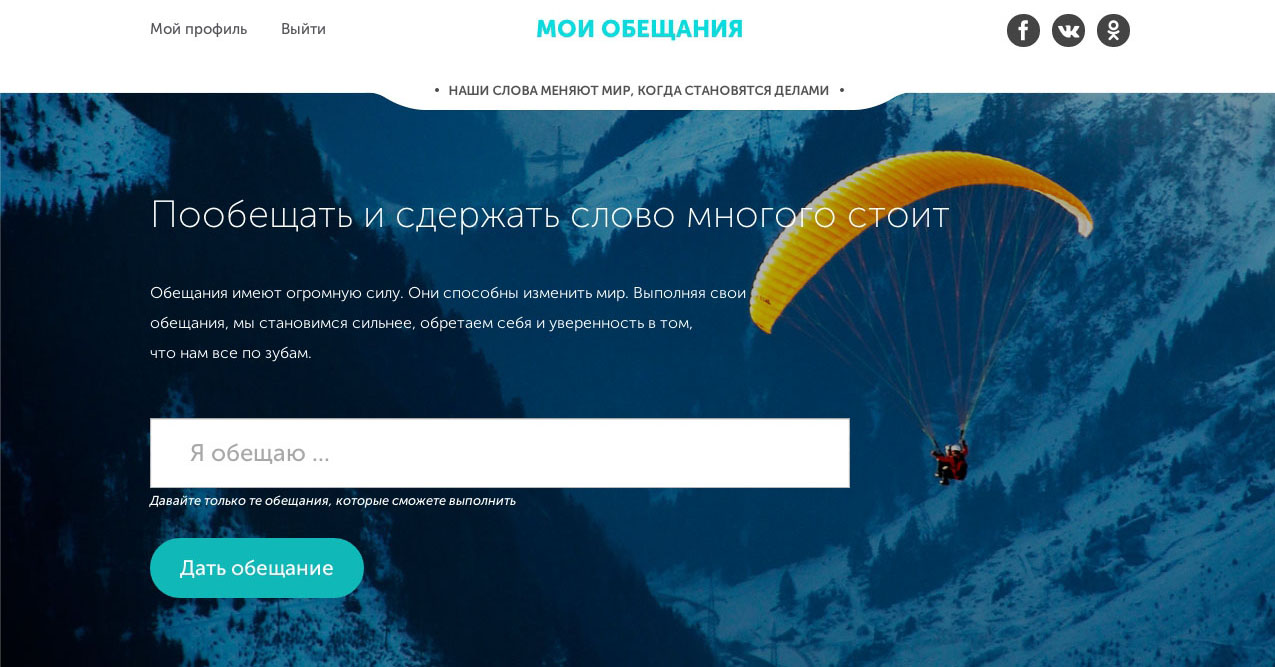 Мой профиль
Выйти
МОИ ОБЕЩАНИЯ
• НАШИ СЛОВА МЕНЯЮТ МИР, КОГДА СТАНОВЯТСЯ ДЕЛАМИ •
Пообещать и сдержать слово многого стоит
Обещания имеют огромную силу. Они способны изменить мир. Выполняя свои
обещания, мы становимся сильнее, обретаем себя и уверенность в том,
что нам все по зубам.
Я обещаю ...
Давайте только те обещания, которые сможете выполнить
Дать обещание